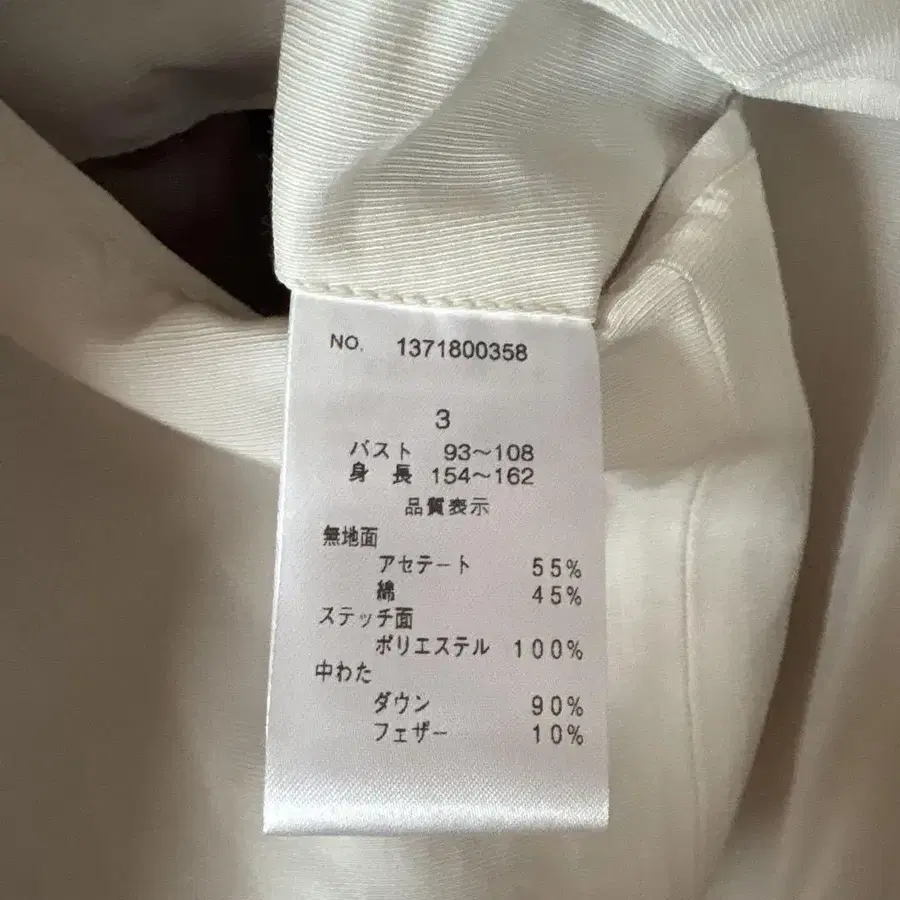 NO. 1371800358
3
バスト 93～108
身長 154～162
品質表示
無地面
アセテート 55%
綿 45%
ステッチ面
ポリエステル 100%
中わた
ダウン 90%
フェザー 10%